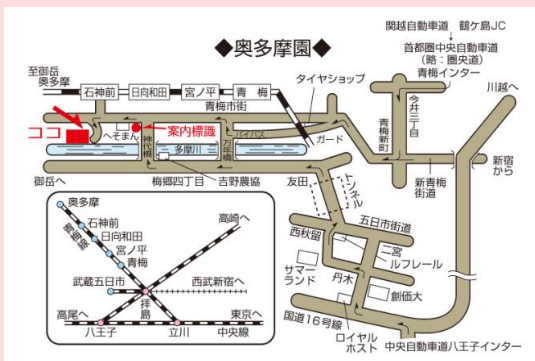 関越自動車道 鶴ケ島JC
◆奥多摩園◆
首都圏中央自動車道
(略:圏央道)
青梅インター
至御岳
奥多摩
石神前
日向和田
宮ノ平
青梅
タイヤショップ
川越へ
青梅市街
今井三丁目
ココ
へそまん
案内標識
神代橋
万年橋
バイパス
ガード
青梅新町
多摩川
新青梅
街道
新宿
から
御岳へ
梅郷四丁目
吉野農協
友田
トンネル
五日市街道
西秋留
二宮
ルフレール
サマー
ランド
丹木
創価大
国道16号線
ロイヤル
ホスト
中央自動車道八王子インター
奥多摩
石神前
日向和田
宮ノ平
青梅
青梅線
高崎へ
武蔵五日市
西武新宿へ
拝島
高尾へ
東京へ
八王子
立川
中央線